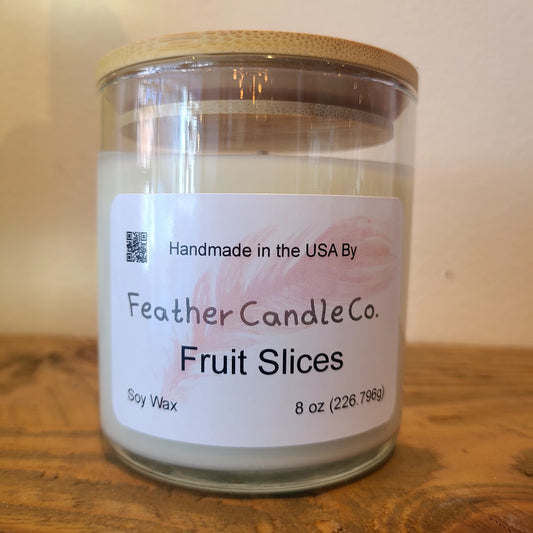 Handmade in the USA By
Feather Candle Co.
Fruit Slices
Soy Wax 8 oz (226.796g)